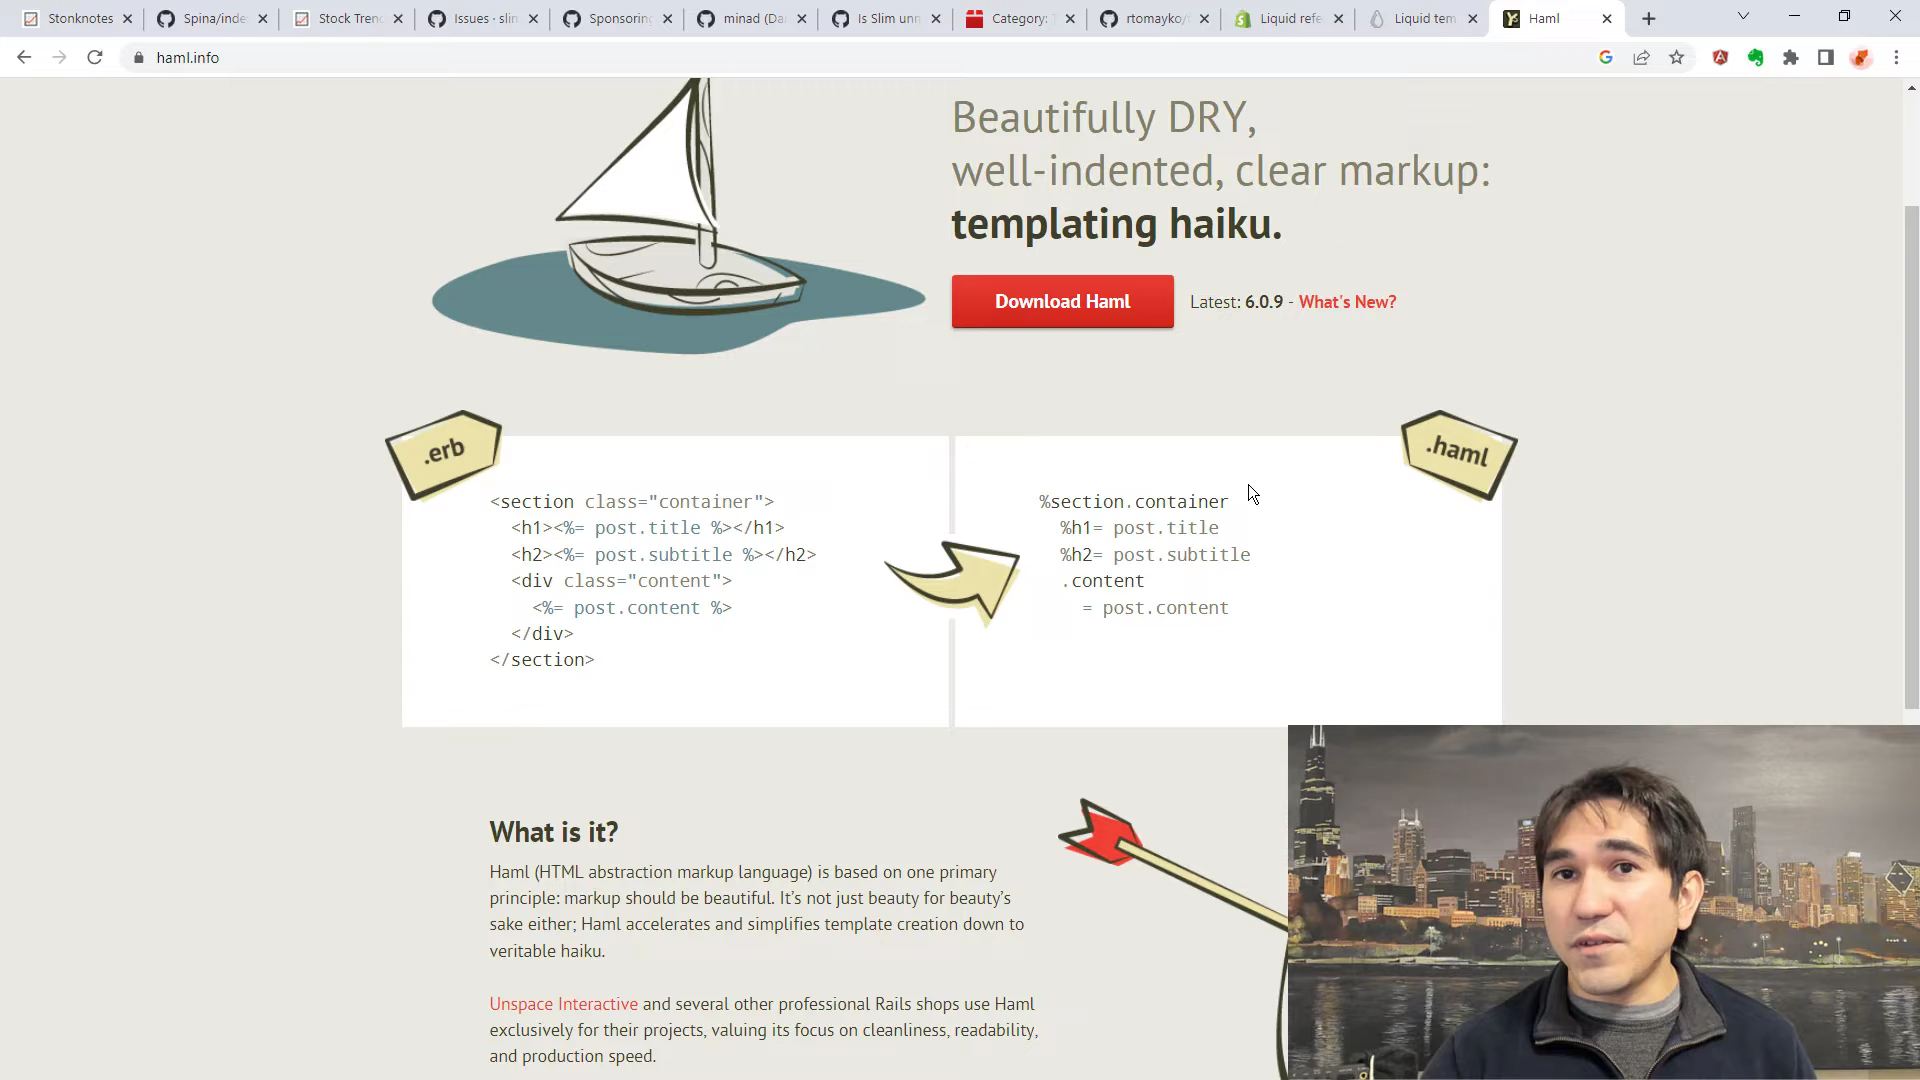 Stonknotes
Spina/inde
Stock Tren
Issues · slin
Sponsoring
minad (Da
Is Slim unn
Category: T
rtomayko/
Liquid refe
Liquid tem
Haml
haml.info
Beautifully DRY,
well-indented, clear markup:
templating haiku.
Download Haml
Latest: 6.0.9 - What's New?
.erb
<section class="container">
<h1><%= post.title %></h1>
<h2><%= post.subtitle %></h2>
<div class="content">
<%= post.content %>
</div>
</section>
.haml
%section.container
%h1= post.title
%h2= post.subtitle
.content
= post.content
What is it?
Haml (HTML abstraction markup language) is based on one primary
principle: markup should be beautiful. It’s not just beauty for beauty’s
sake either; Haml accelerates and simplifies template creation down to
veritable haiku.
Unspace Interactive and several other professional Rails shops use Haml
exclusively for their projects, valuing its focus on cleanliness, readability,
and production speed.